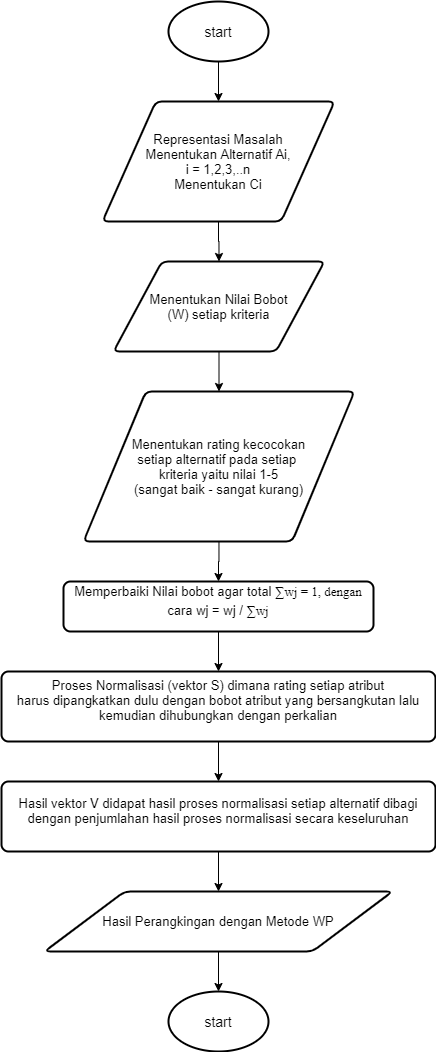 start
Representasi Masalah
Menentukan Alternatif Ai,
i = 1,2,3,..n
Menentukan Ci
Menentukan Nilai Bobot
(W) setiap kriteria
Menentukan rating kecocokan
setiap alternatif pada setiap
kriteria yaitu nilai 1-5
(sangat baik - sangat kurang)
Memperbaiki Nilai bobot agar total ∑wj = 1, dengan
cara wj = wj / ∑wj
Proses Normalisasi (vektor S) dimana rating setiap atribut
harus dipangkatkan dulu dengan bobot atribut yang bersangkutan lalu
kemudian dihubungkan dengan perkalian
Hasil vektor V didapat hasil proses normalisasi setiap alternatif dibagi
dengan penjumlahan hasil proses normalisasi secara keseluruhan
Hasil Perangkingan dengan Metode WP
start